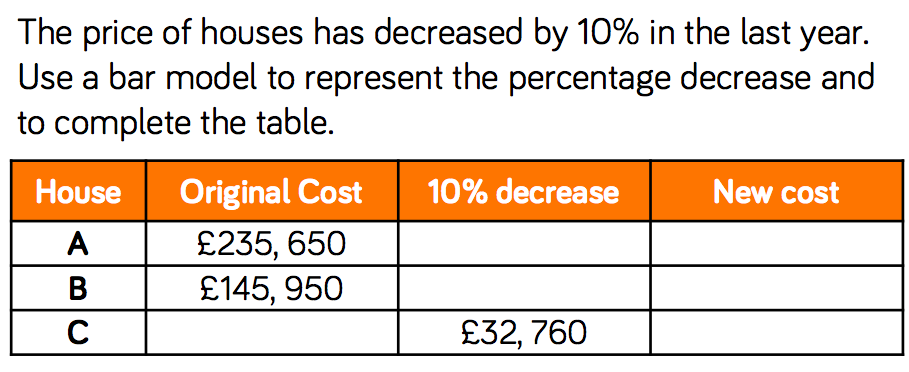 The price of houses has decreased by 10% in the last year.
Use a bar model to represent the percentage decrease and
to complete the table.
House Original Cost 10% decrease New cost
A £235, 650
B £145, 950
C £32, 760